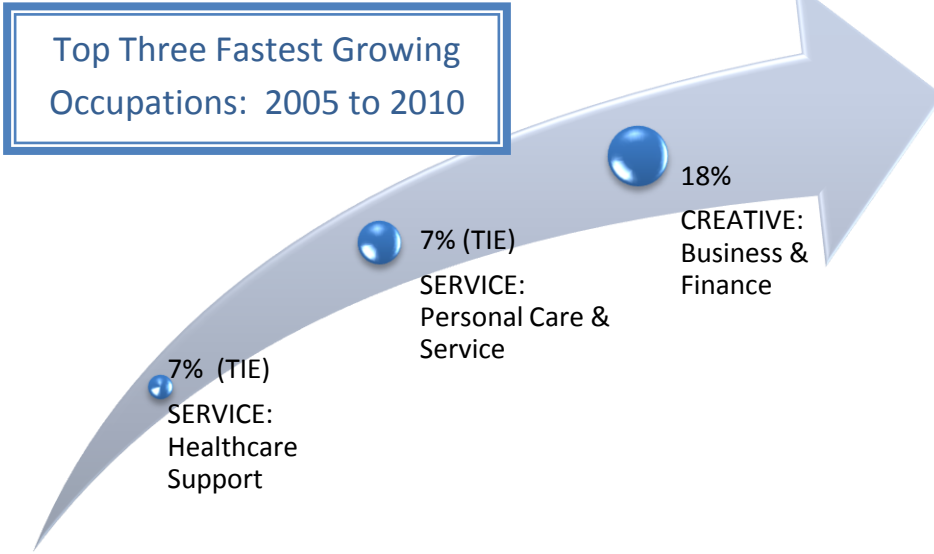 Top Three Fastest Growing
Occupations:  2005 to 2010
18%
CREATIVE:
Business &
Finance
7% (TIE)
SERVICE:
Personal Care &
Service
7%  (TIE)
SERVICE:
Healthcare
Support